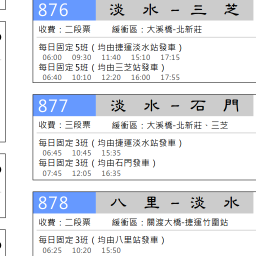 876 淡水－三芝
收費：二段票 緩衝區：大溪橋-北新莊
每日固定5班（均由捷運淡水站發車）
06:00 09:30 11:40 15:10 17:15
每日固定5班（均由三芝站發車）
06:40 10:10 12:20 16:00 17:55
877 淡水－石門
收費：三段票 緩衝區：大溪橋-北新莊、三芝
每日固定3班（均由捷運淡水站發車）
06:45 10:45 15:35
每日固定3班（均由石門發車）
07:45 12:05 16:35
878 八里－淡水
收費：二段票 緩衝區：關渡大橋-捷運竹圍站
每日固定3班（均由八里站發車）
06:25 10:20 15:50